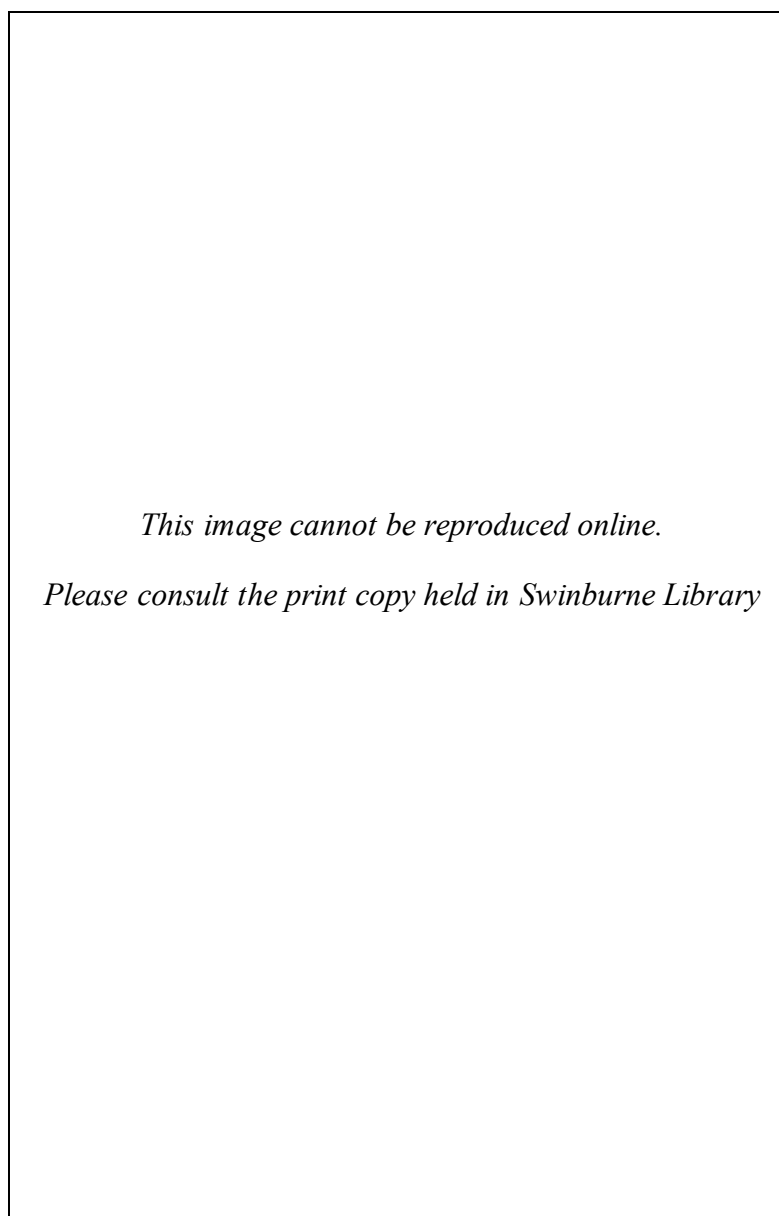 This image cannot be reproduced online.
Please consult the print copy held in Swinburne Library